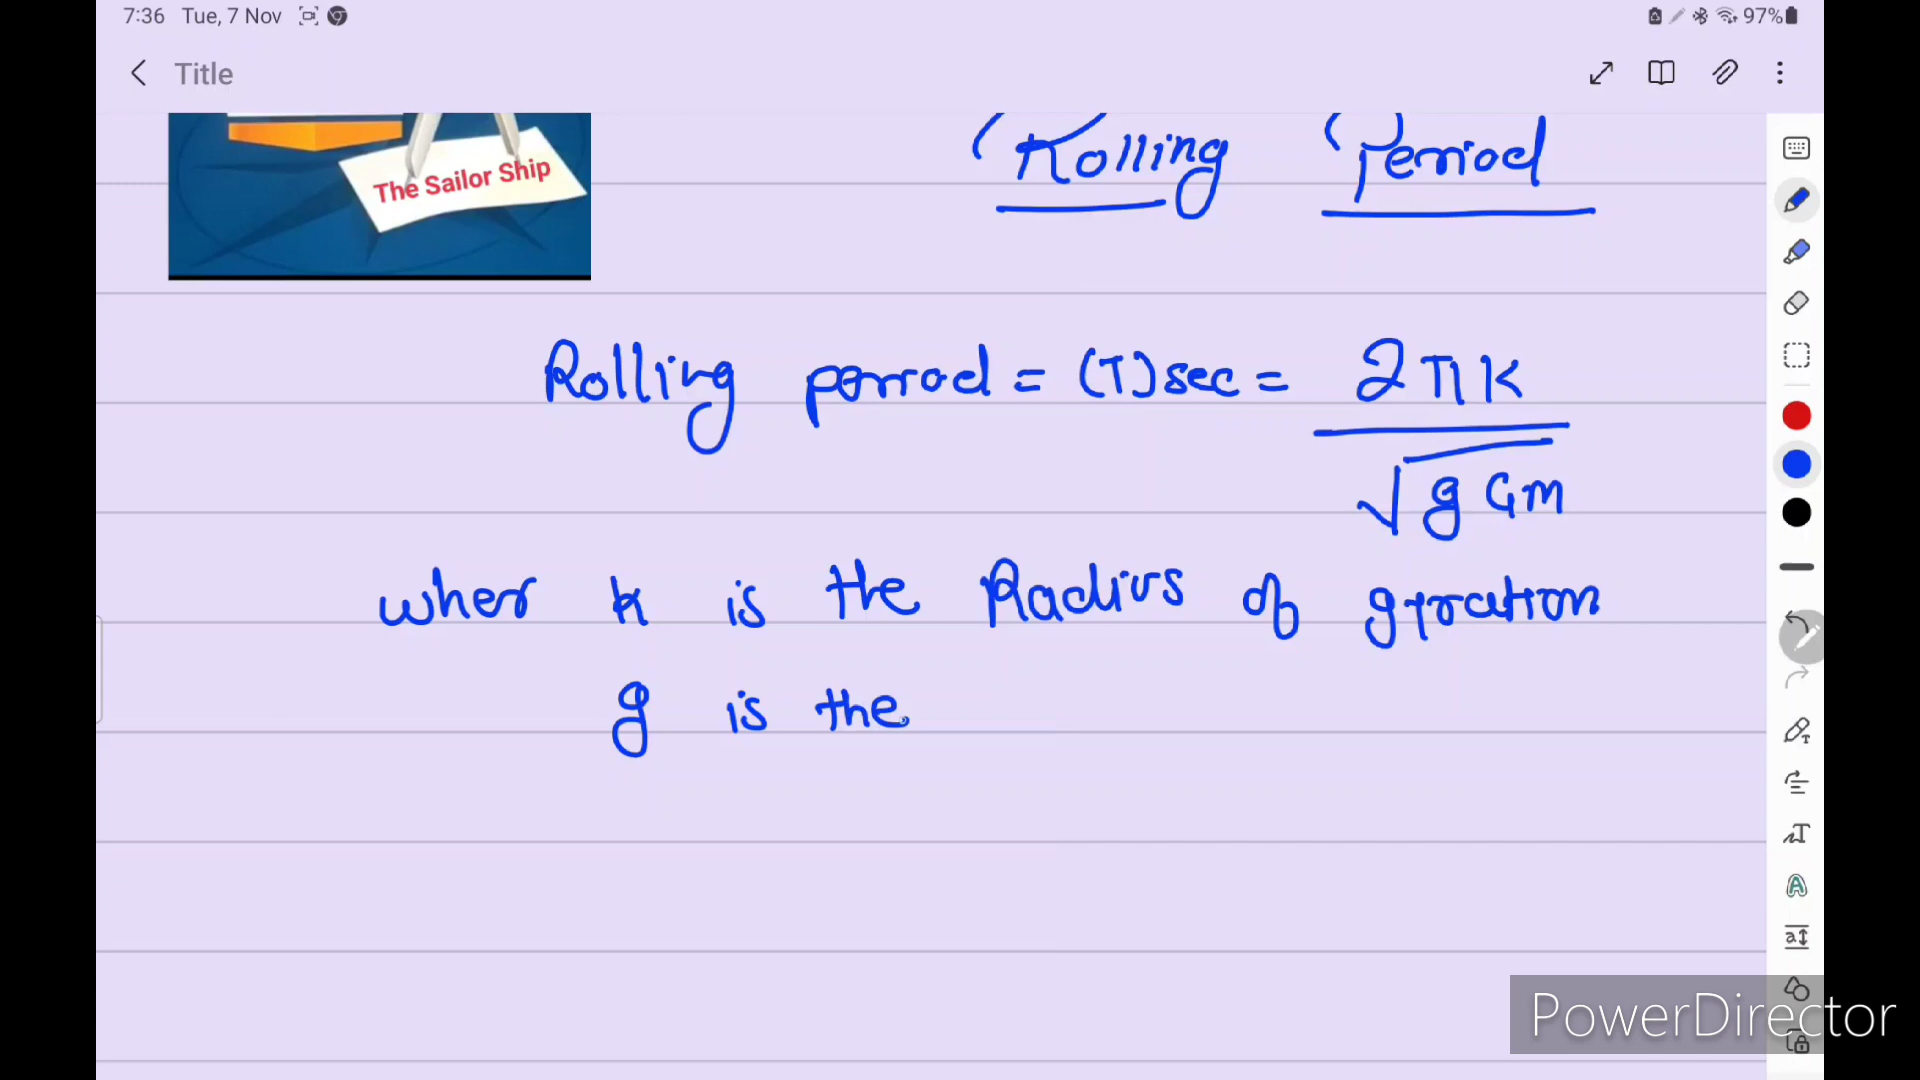 7:36 Tue, 7 Nov 97%
Title
The Sailor Ship
Rolling Period
Rolling period = (T)sec = 2πK
√g GM
wher k is the Radius of gyration
g is the
PowerDirector